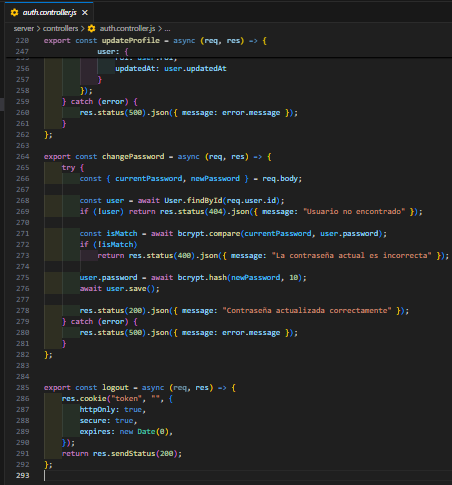 auth.controller.js ×
server > controllers > auth.controller.js > ...
220 export const updateProfile = async (req, res) => {
247 user: {
256 updatedAt: user.updatedAt
257 }
258 });
259 } catch (error) {
260 res.status(500).json({ message: error.message });
261 }
262 };
263
264 export const changePassword = async (req, res) => {
265 try {
266 const { currentPassword, newPassword } = req.body;
267
268 const user = await User.findById(req.user.id);
269 if (!user) return res.status(404).json({ message: "Usuario no encontrado" });
270
271 const isMatch = await bcrypt.compare(currentPassword, user.password);
272 if (!isMatch)
273 return res.status(400).json({ message: "La contraseña actual es incorrecta" });
274
275 user.password = await bcrypt.hash(newPassword, 10);
276 await user.save();
277
278 res.status(200).json({ message: "Contraseña actualizada correctamente" });
279 } catch (error) {
280 res.status(500).json({ message: error.message });
281 }
282 };
283
285 export const logout = async (req, res) => {
286 res.cookie("token", "", {
287 httpOnly: true,
288 secure: true,
289 expires: new Date(0),
290 });
291 return res.sendStatus(200);
292 };
293